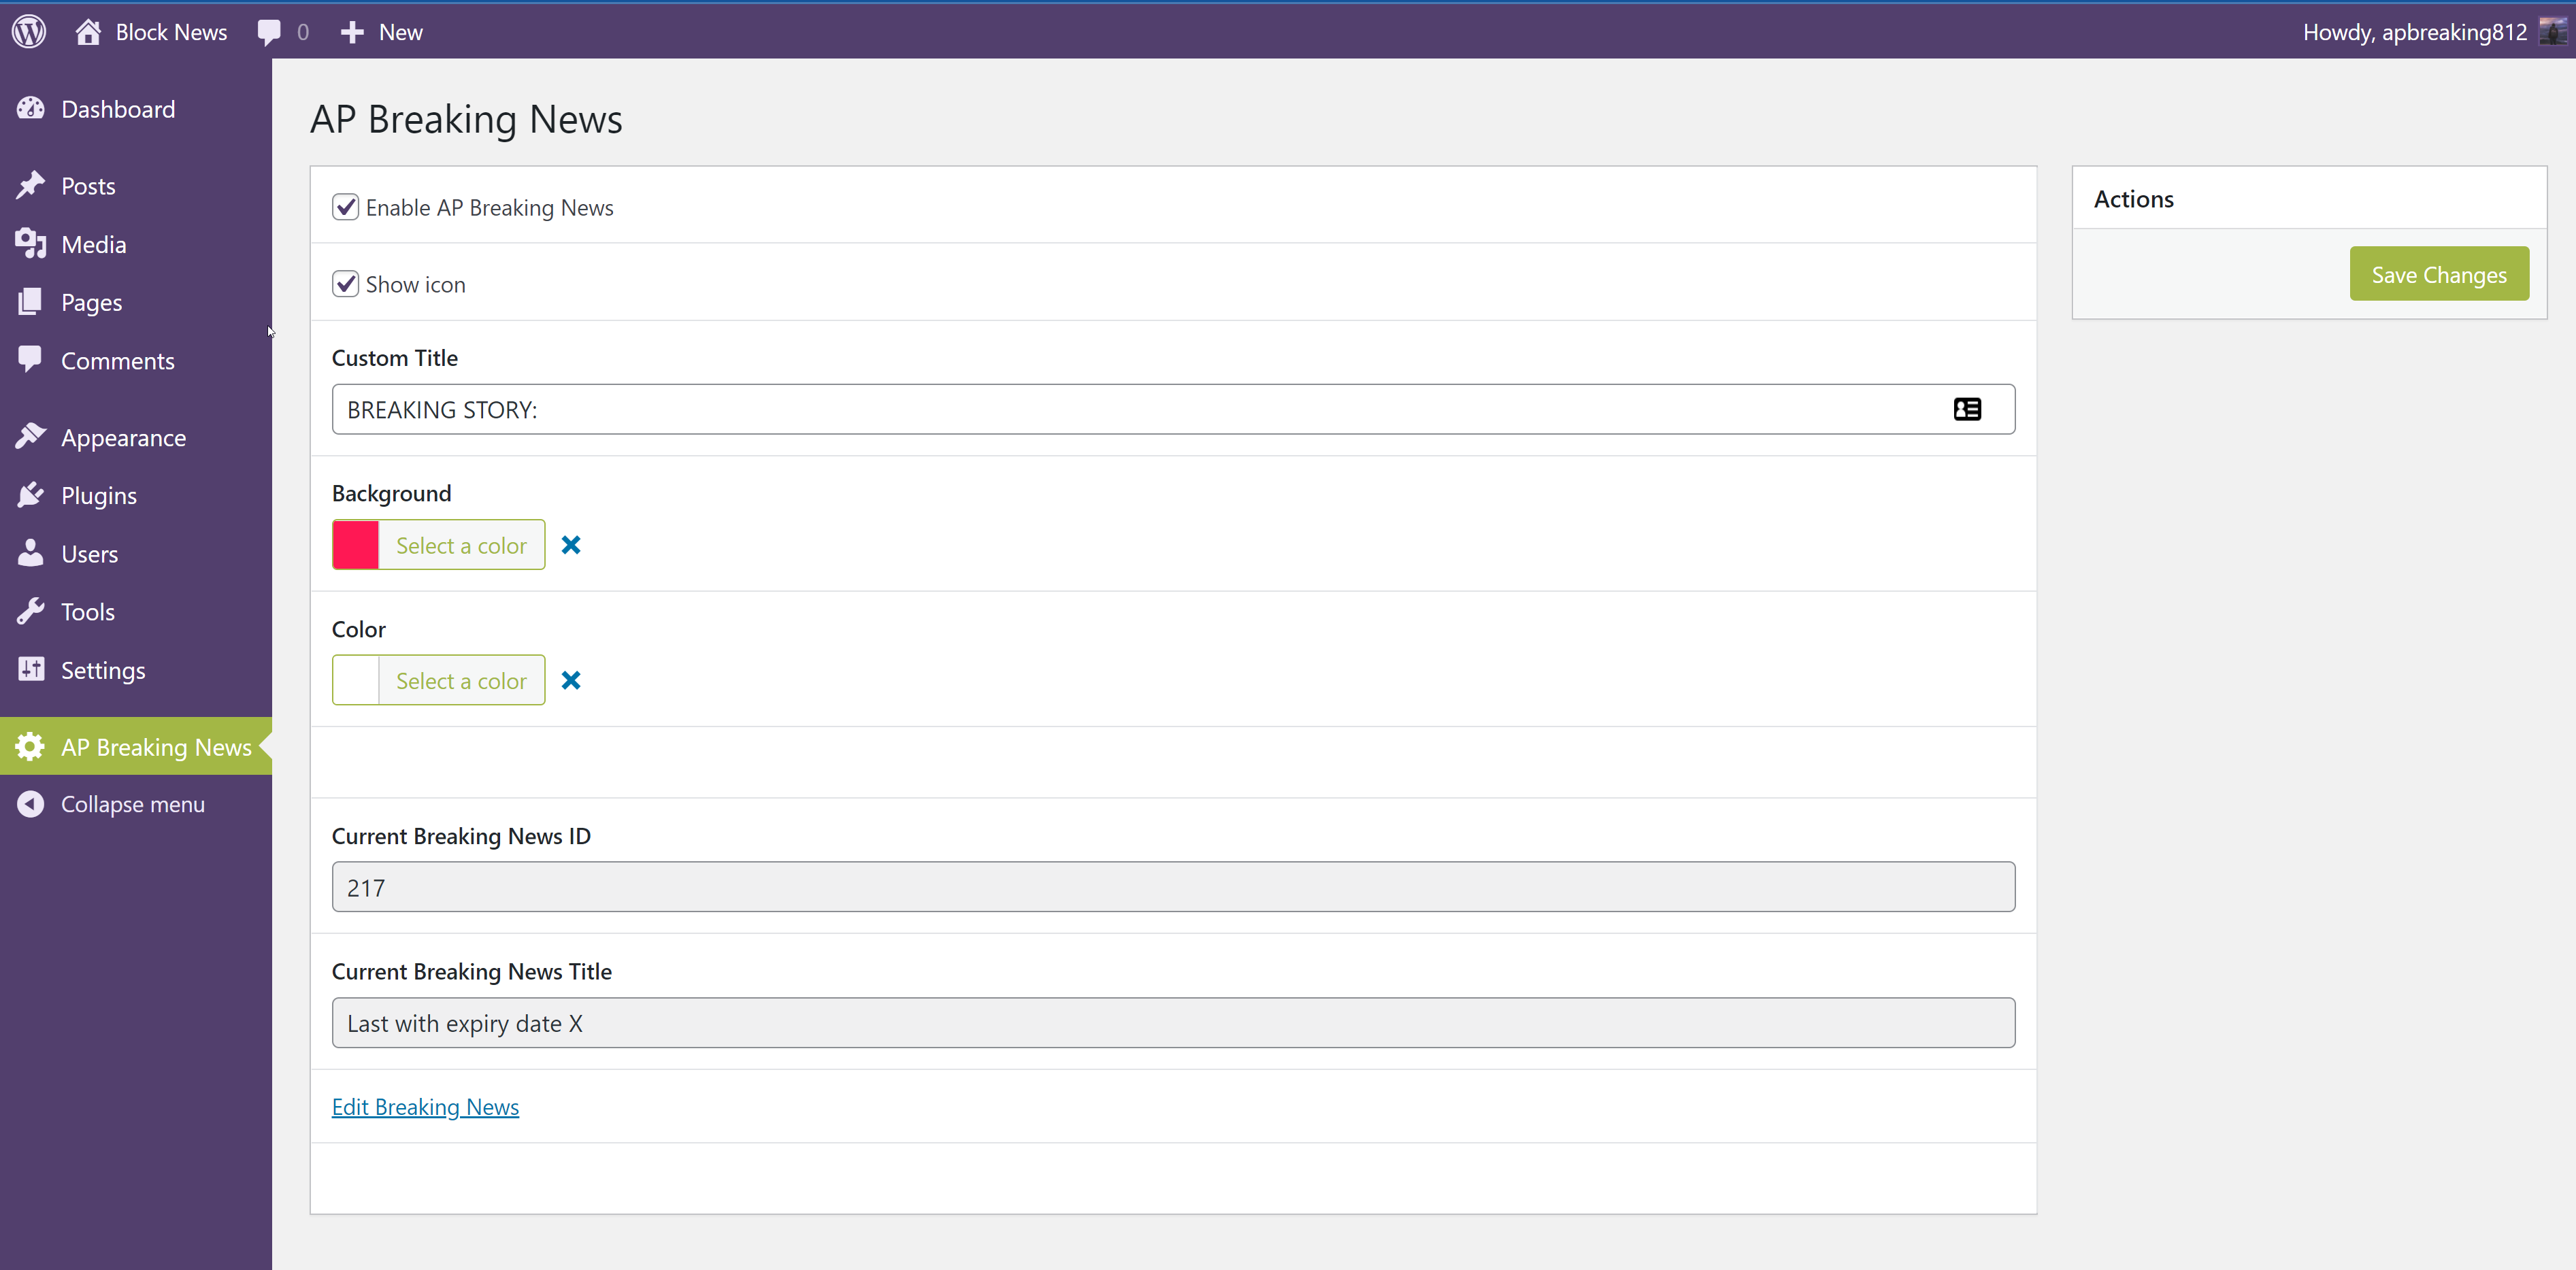 Block News
0
New
Howdy, apbreaking812
Dashboard
Posts
Media
Pages
Comments
Appearance
Plugins
Users
Tools
Settings
AP Breaking News
Collapse menu
AP Breaking News
Enable AP Breaking News
Show icon
Custom Title
BREAKING STORY:
Background
Select a color
Color
Select a color
Current Breaking News ID
217
Current Breaking News Title
Last with expiry date X
Edit Breaking News
Actions
Save Changes